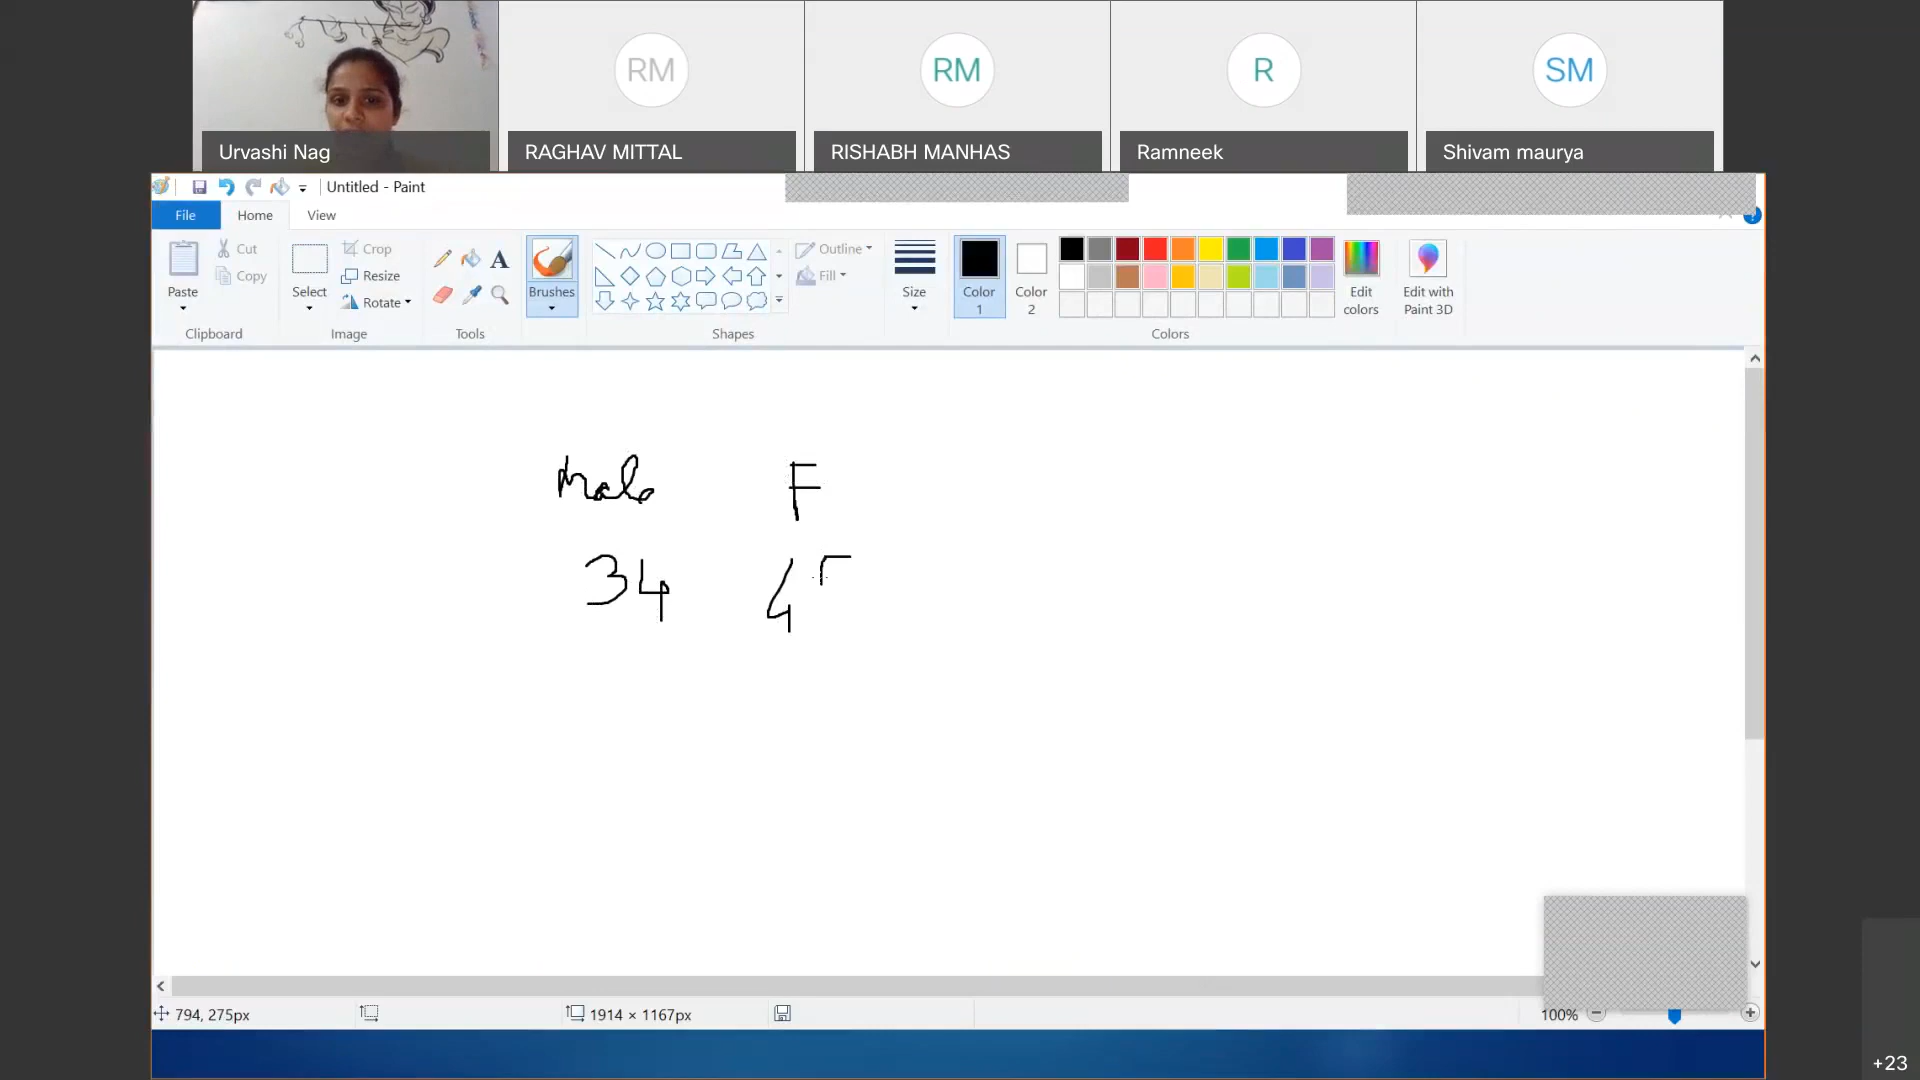 RM RM R SM
Urvashi Nag RAGHAV MITTAL RISHABH MANHAS Ramneek Shivam maurya
Untitled - Paint
File Home View
Paste Cut Copy Select Crop Resize Rotate A Brushes Outline Fill Size Color 1 Color 2 Edit colors Edit with Paint 3D
Clipboard Image Tools Shapes Colors
Male F
34 4
794, 275px 1914 × 1167px 100%
+23